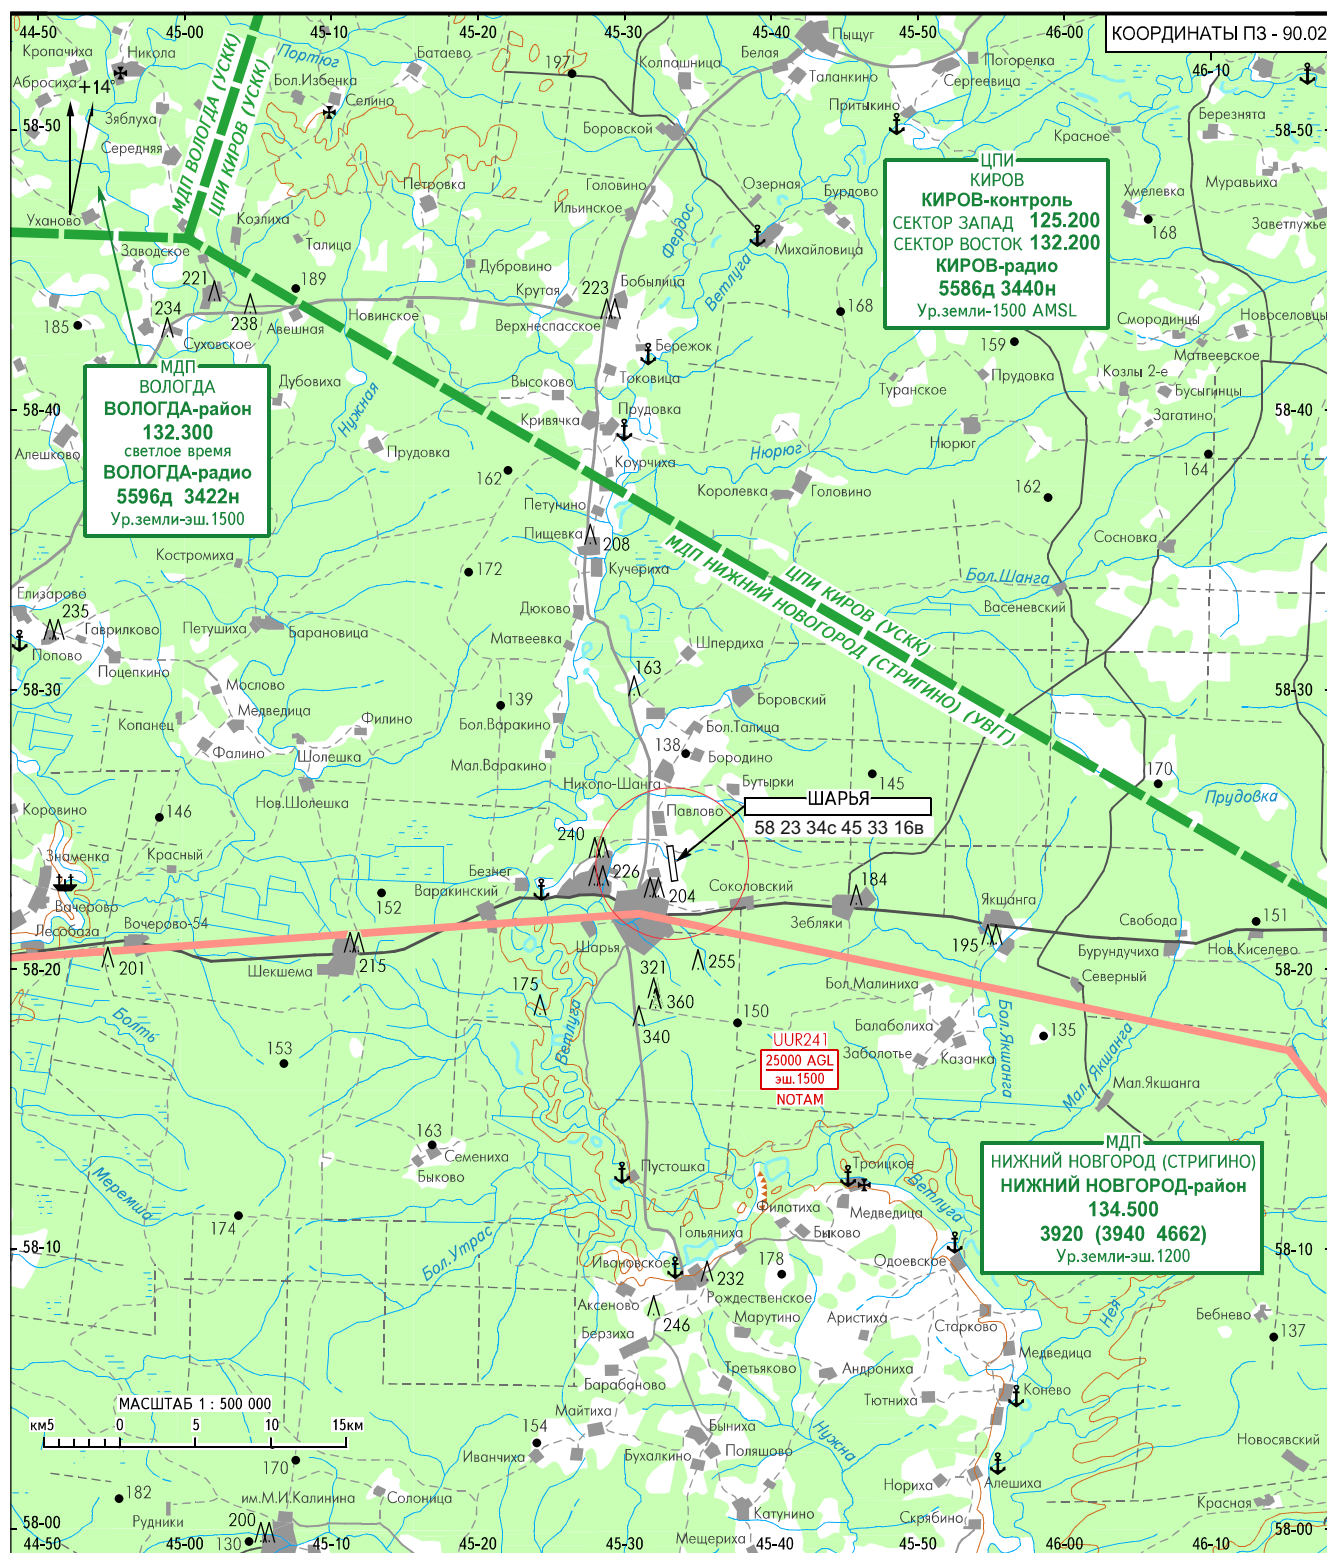 44-50
45-00
45-10
45-20
45-30
45-40
45-50
46-00
КООРДИНАТЫ ПЗ - 90.02
46-10
Кропачиха
Никола
Портюг
Батаево
Белая
Пыщуг
Погорелка
Абросиха
+14°
Бол.Избенка
197
Колпашница
Таланкино
Сергеевица
Селино
Притыкино
Зяблуха
58-50
Боровской
Красное
Березнята
58-50
Середняя
МДП ВОЛОГДА (УСКК)
ЦПИ КИРОВ (УСКК)
Петровка
Головино
Озерная
Бурдово
ЦПИ
КИРОВ
КИРОВ-контроль
СЕКТОР ЗАПАД 125.200
СЕКТОР ВОСТОК 132.200
КИРОВ-радио
5586д 3440н
Ур.земли-1500 AMSL
Муравьиха
Хмелевка
168
Заветлужье
Уханово
Козлиха
Ильинское
Фердос
Заводское
Талица
Михайловица
Ветлуга
Дубровино
221
189
Крутая
223
Бобылица
234
238
Новинское
168
185
Авешная
Верхнеспасское
Смородинцы
Новоселовцы
Суховское
Бережок
159
Матвеевское
МДП
ВОЛОГДА
ВОЛОГДА-район
132.300
светлое время
ВОЛОГДА-радио
5596д 3422н
Ур.земли-эш.1500
Дубовиха
Высоково
Токовица
Туранское
Прудовка
Козлы 2-е
Бусыгинцы
58-40
Нужная
Кривячка
Прудовка
Загатино
58-40
Алешково
Прудовка
Нюрюг
Нюрюг
Коурчиха
162
164
Королевка
Головино
162
Петунино
Пищевка
208
Сосновка
МДП НИЖНИЙ НОВГОРОД (СТРИГИНО) (УВГГ)
ЦПИ КИРОВ (УСКК)
Костромиха
172
Кучериха
Бол.Шанга
Елизарово
Васеневский
235
Дюково
Гаврилково
Петушиха
Барановица
Матвеевка
Шпердиха
Попово
Поцепкино
163
58-30
Мослово
139
Боровский
58-30
Копанец
Медведица
Филино
Бол.Варакино
Бол.Талица
Фалино
Шолешка
138
Бородино
Мал.Варакино
145
170
Николо-Шанга
Бутырки
Прудовка
Нов.Шолешка
ШАРЬЯ
58 23 34с 45 33 16в
Коровино
146
Павлово
240
Знаменка
Красный
Безнег
226
Соколовский
184
Варакинский
204
Якшанга
Вачерово
152
Вочерово-54
Зебляки
Свобода
151
Лесобаза
Шарья
195
Бурундучиха
Нов.Киселево
201
Шекшема
215
255
58-20
321
Северный
58-20
175
360
Бол.Малиниха
Болть
Ветлуга
340
150
Балаболиха
Бол. Якшанга
135
UUR241
25000 AGL
эш.1500
NOTAM
153
Заболотье
Казанка
Мал. Якшанга
Мал.Якшанга
163
Семениха
Быково
Пустошка
Троицкое
МДП
НИЖНИЙ НОВГОРОД (СТРИГИНО)
НИЖНИЙ НОВГОРОД-район
134.500
3920 (3940 4662)
Ур.земли-эш.1200
Меремша
Ветлуга
174
Филатиха
Медведица
Гольяниха
Быково
58-10
Бол.Утрас
Ивановское
178
Одоевское
58-10
232
Рождественское
Аксеново
246
Марутино
Аристиха
Нея
Бебнево
Берзиха
Старково
137
Медведица
Третьяково
Андрониха
Барабаново
Конево
МАСШТАБ 1 : 500 000
Тютниха
км5
0
5
10
15км
Майтиха
154
Быниха
Нужна
Новосявский
Иванчиха
Бухалкино
Поляшово
170
Нориха
Алешиха
182
им.М.И.Калинина
Солоница
Красная
Рудники
Катунино
Скрябино
58-00
200
Мещериха
58-00
130
44-50
45-00
45-10
45-20
45-30
45-40
45-50
46-00
46-10